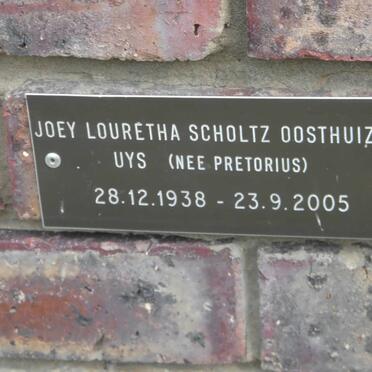 JOEY LOURETHA SCHOLTZ OOSTHUIZ
UYS (NEE PRETORIUS)
28.12.1938 - 23.9.2005